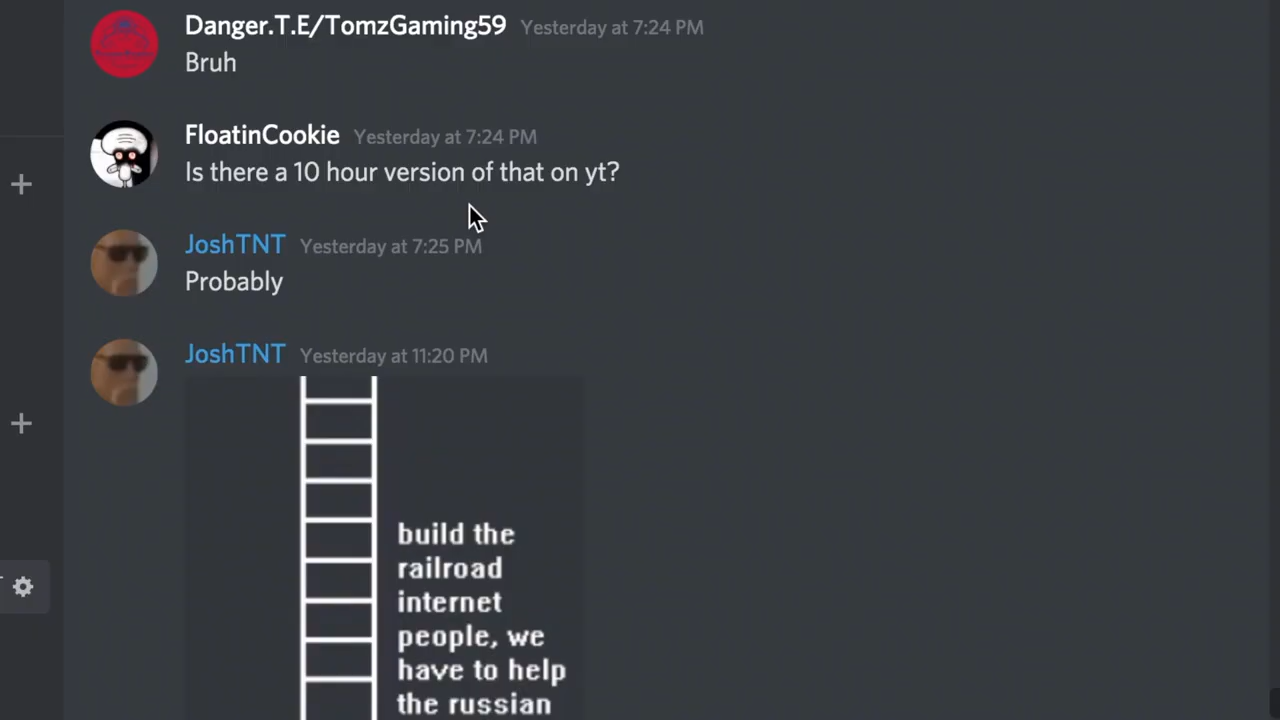 Danger.T.E/TomzGaming59 Yesterday at 7:24 PM
Bruh
FloatinCookie Yesterday at 7:24 PM
Is there a 10 hour version of that on yt?
JoshTNT Yesterday at 7:25 PM
Probably
JoshTNT Yesterday at 11:20 PM
build the
railroad
internet
people, we
have to help
the russian